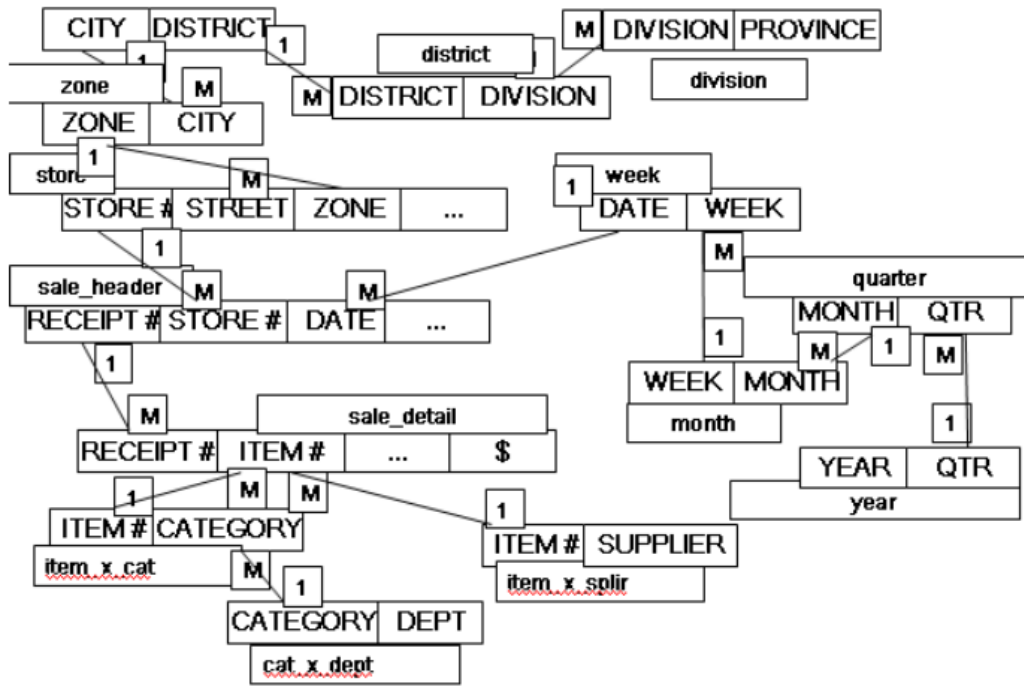 CITY DISTRICT
1
M DIVISION PROVINCE
district
division
1
zone
M
M DISTRICT DIVISION
ZONE CITY
1
store
M
week
1
STORE # STREET ZONE ...
DATE WEEK
1
M
sale_header
M
M
quarter
RECEIPT # STORE # DATE ...
MONTH QTR
1
M
1
M
1
WEEK MONTH
M
sale_detail
month
1
RECEIPT # ITEM # ... $
YEAR QTR
year
1
M
M
1
ITEM # CATEGORY
ITEM # SUPPLIER
item_x_cat
M
1
item_x_splir
CATEGORY DEPT
cat_x_dept